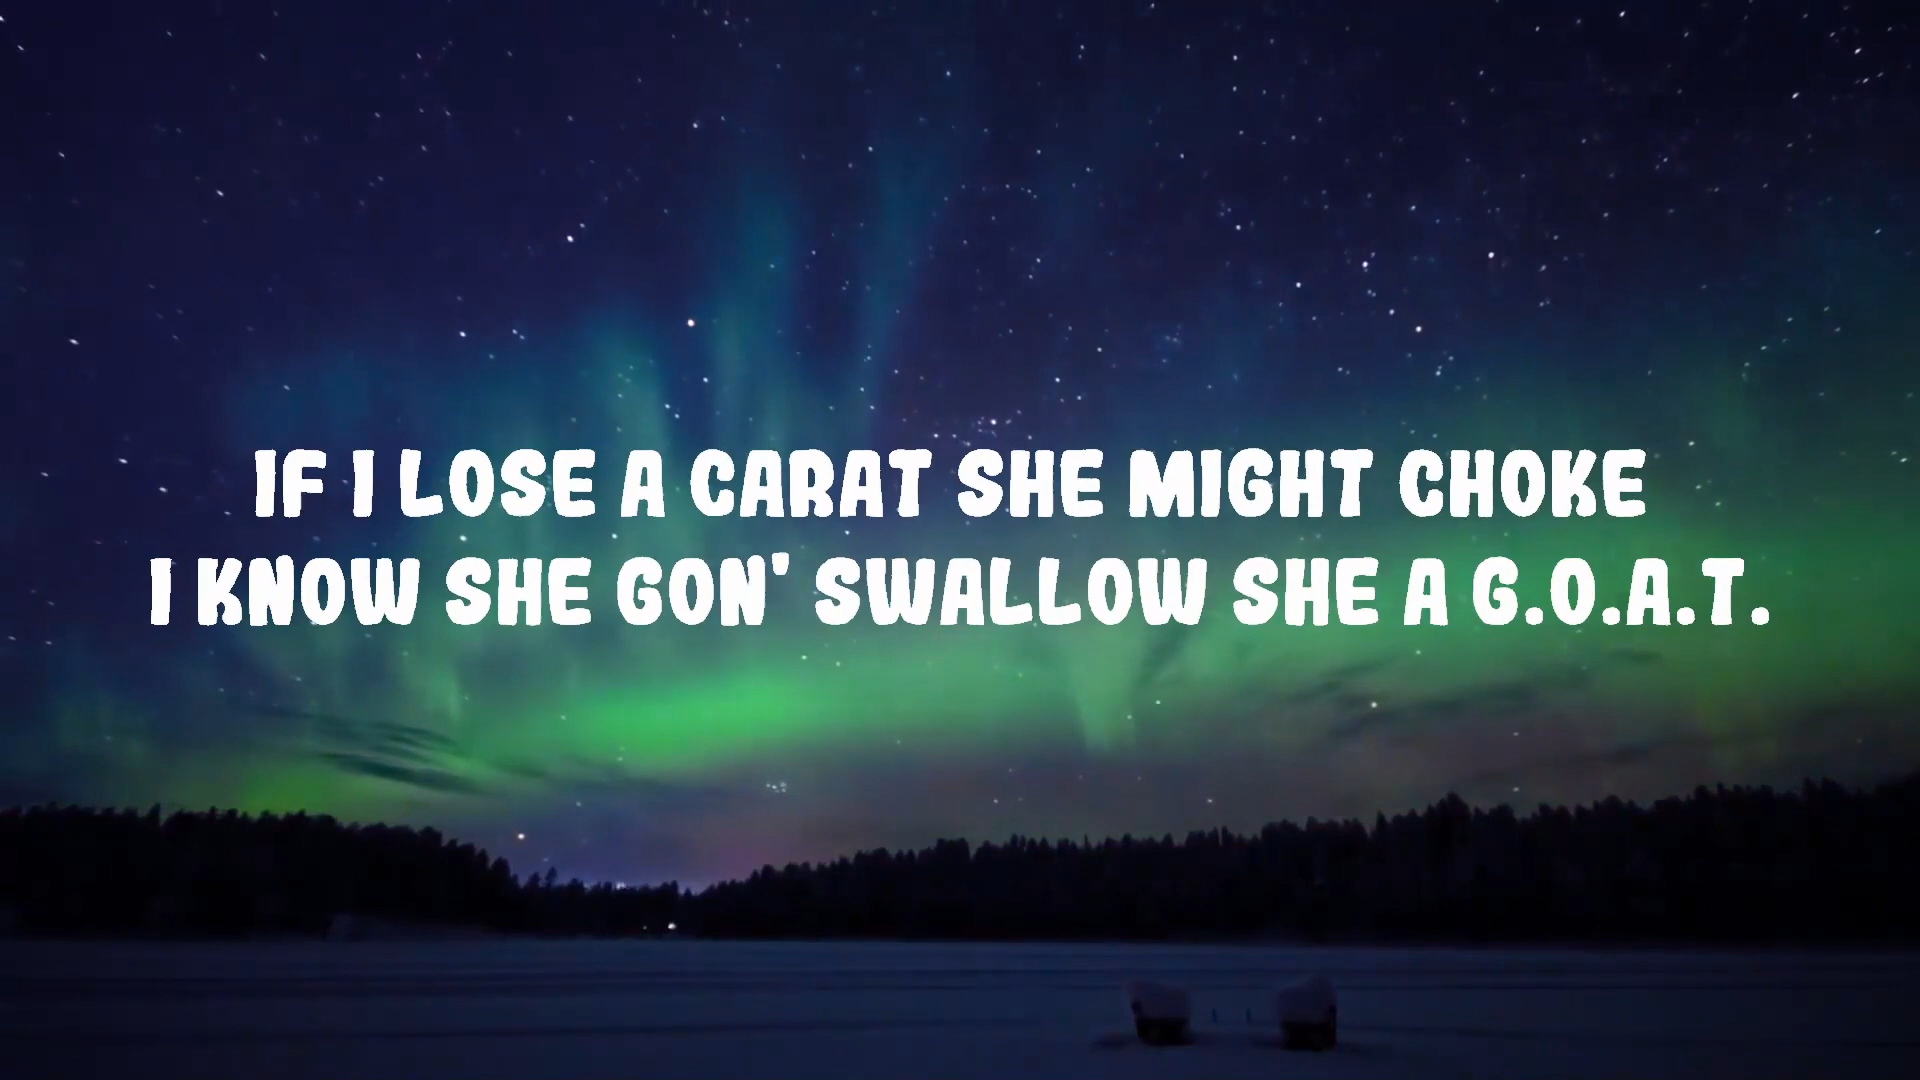 IF I LOSE A CARAT SHE MIGHT CHOKE
I KNOW SHE GON' SWALLOW SHE A G.O.A.T.